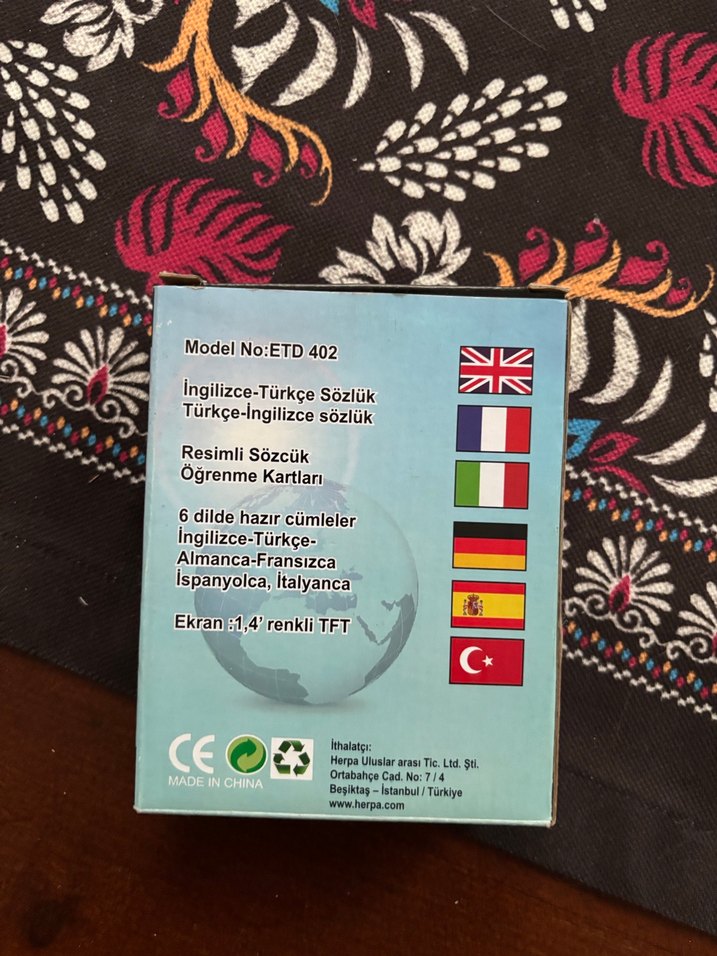 Model No:ETD 402
İngilizce-Türkçe Sözlük
Türkçe-İngilizce sözlük
Resimli Sözcük
Öğrenme Kartları
6 dilde hazır cümleler
İngilizce-Türkçe-
Almanca-Fransızca
İspanyolca, İtalyanca
Ekran :1,4’ renkli TFT
CE
MADE IN CHINA
İthalatçı:
Herpa Uluslar arası Tic. Ltd. Şti.
Ortabahçe Cad. No: 7 / 4
Beşiktaş – İstanbul / Türkiye
www.herpa.com